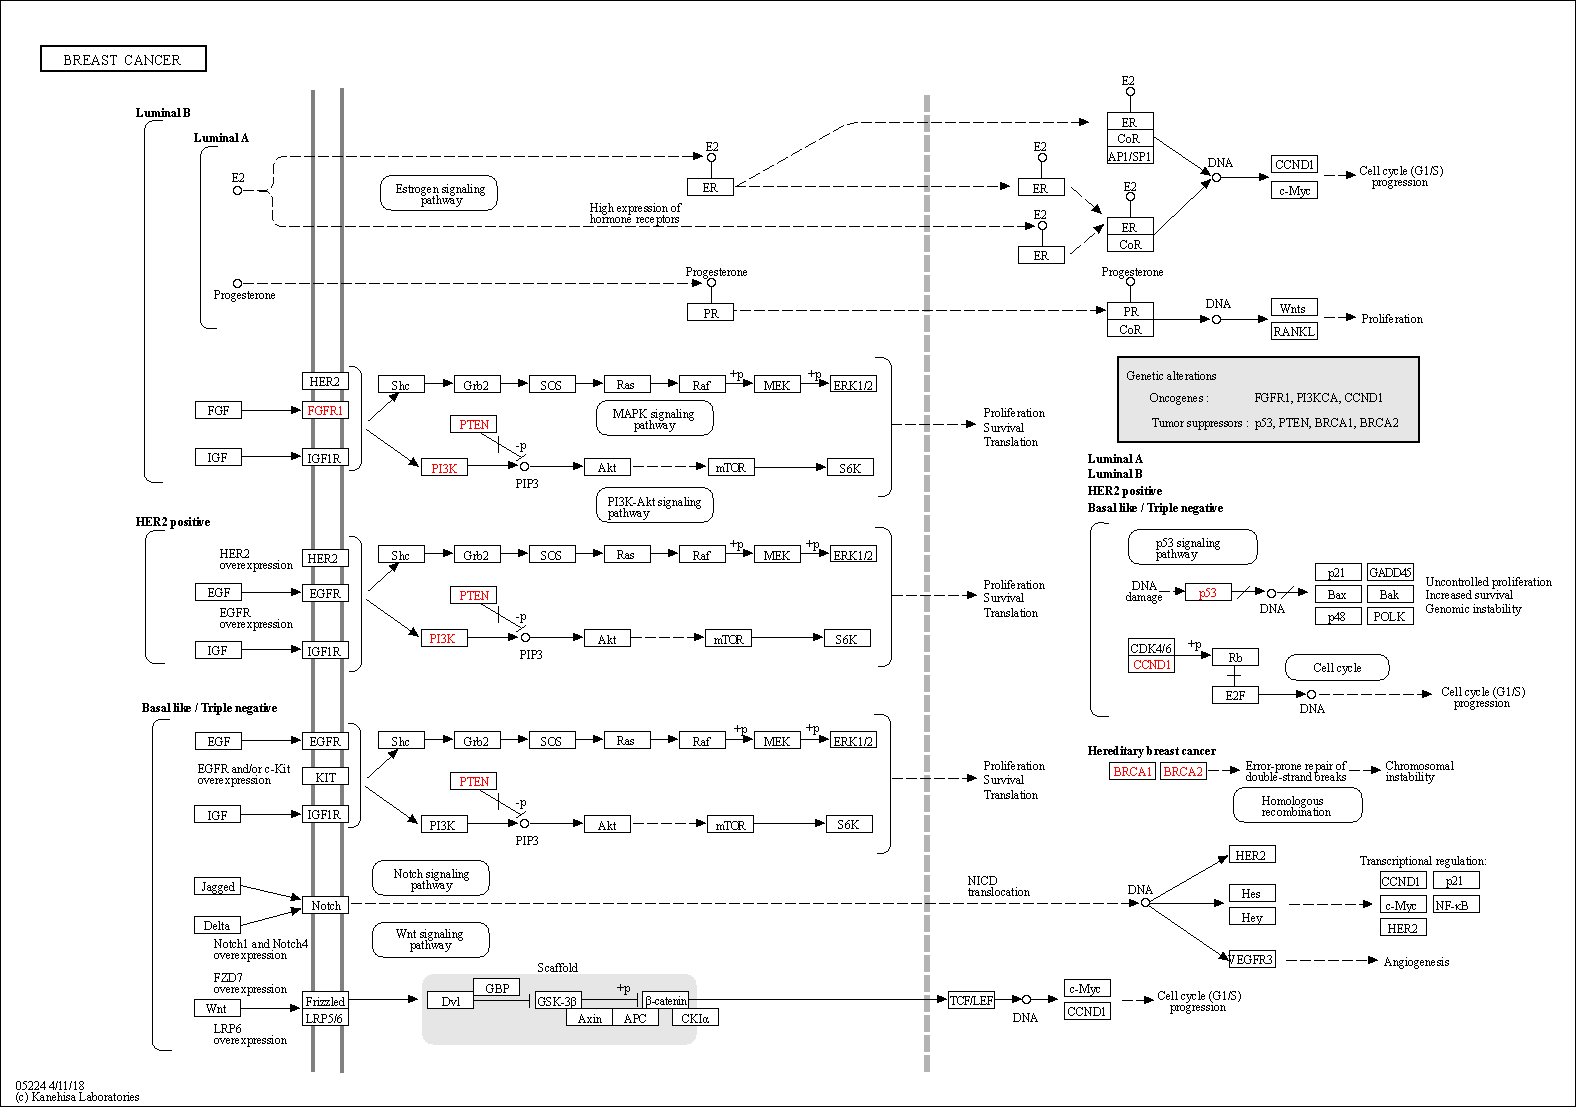 BREAST CANCER
Luminal B
Luminal A
E2
Estrogen signaling
pathway
E2
ER
High expression of
hormone receptors
E2
ER
E2
ER
E2
ER
CoR
AP1/SP1
E2
ER
CoR
DNA
CCND1
c-Myc
Cell cycle (G1/S)
progression
Progesterone
Progesterone
PR
Progesterone
PR
CoR
DNA
Wnts
RANKL
Proliferation
HER2
FGF
FGFR1
IGF
IGF1R
Shc
Grb2
SOS
Ras
Raf
+p
MEK
+p
ERK1/2
MAPK signaling
pathway
PTEN
-p
PI3K
PIP3
Akt
mTOR
S6K
PI3K-Akt signaling
pathway
Proliferation
Survival
Translation
Genetic alterations
Oncogenes : FGFR1, PI3KCA, CCND1
Tumor suppressors : p53, PTEN, BRCA1, BRCA2
HER2 positive
HER2
overexpression
HER2
EGF
EGFR
EGFR
overexpression
IGF
IGF1R
Shc
Grb2
SOS
Ras
Raf
+p
MEK
+p
ERK1/2
PTEN
-p
PI3K
PIP3
Akt
mTOR
S6K
Proliferation
Survival
Translation
Luminal A
Luminal B
HER2 positive
Basal like / Triple negative
p53 signaling
pathway
DNA
damage
p53
DNA
p21
GADD45
Bax
Bak
p48
POLK
Uncontrolled proliferation
Increased survival
Genomic instability
CDK4/6
CCND1
+p
Rb
E2F
Cell cycle
DNA
Cell cycle (G1/S)
progression
Basal like / Triple negative
EGF
EGFR
EGFR and/or c-Kit
overexpression
KIT
IGF
IGF1R
Shc
Grb2
SOS
Ras
Raf
+p
MEK
+p
ERK1/2
PTEN
-p
PI3K
PIP3
Akt
mTOR
S6K
Proliferation
Survival
Translation
Hereditary breast cancer
BRCA1
BRCA2
Error-prone repair of
double-strand breaks
Chromosomal
instability
Homologous
recombination
Jagged
Delta
Notch
Notch1 and Notch4
overexpression
Notch signaling
pathway
Wnt signaling
pathway
NICD
translocation
DNA
HER2
Hes
Hey
VEGFR3
Transcriptional regulation:
CCND1
p21
c-Myc
NF-κB
HER2
Angiogenesis
FZD7
overexpression
Wnt
LRP6
overexpression
Frizzled
LRP5/6
Scaffold
Dvl
GBP
GSK-3β
+p
β-catenin
Axin
APC
CKIα
TCF/LEF
DNA
c-Myc
CCND1
Cell cycle (G1/S)
progression
05224 4/11/18
(c) Kanehisa Laboratories